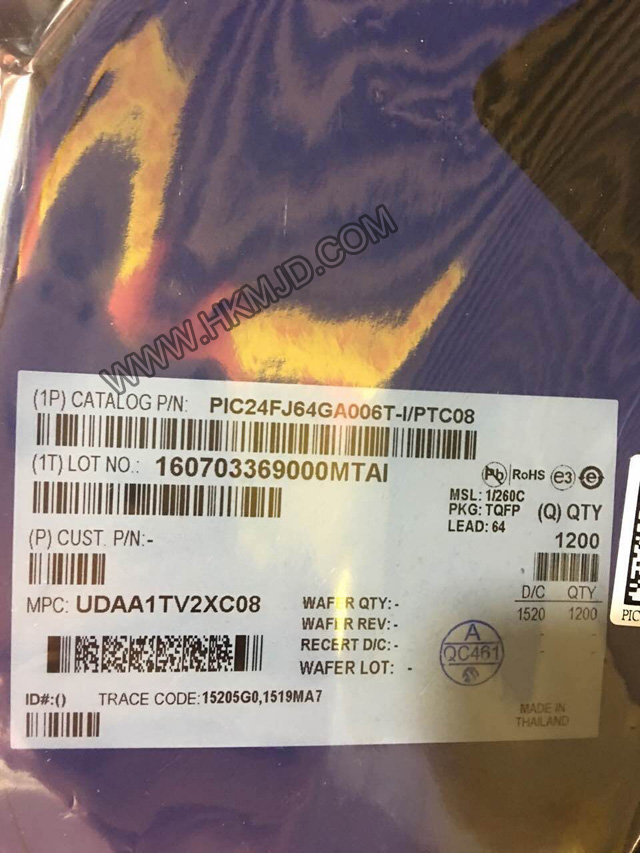 WWW.HKMJD.COM
(1P) CATALOG P/N: PIC24FJ64GA006T-I/PTC08
(1T) LOT NO.: 160703369000MTAI
Pb RoHS e3 e
MSL: 1/260C
PKG: TQFP (Q) QTY
LEAD: 64
1200
(P) CUST. P/N:-
D/C QTY
1520 1200
- -
MPC: UDAA1TV2XC08
WAFER QTY:-
WAFER REV:-
RECERT D/C:-
WAFER LOT: -
A
QC461
ID#:() TRACE CODE:15205G0,1519MA7
MADE IN
THAILAND
PIC